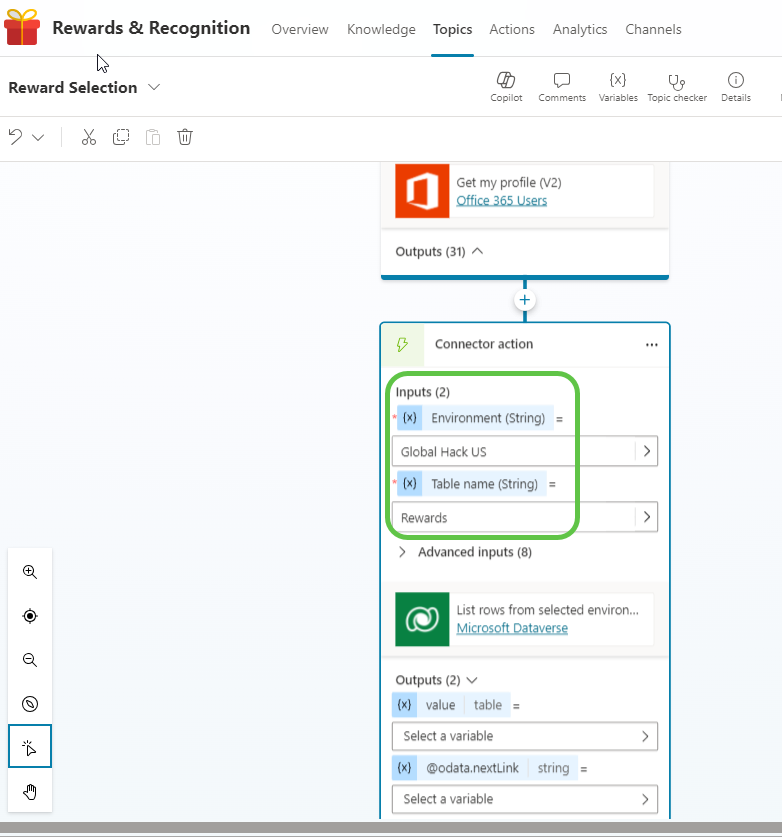 Rewards & Recognition Overview Knowledge Topics Actions Analytics Channels
Reward Selection
Copilot Comments Variables Topic checker Details
Get my profile (V2)
Office 365 Users
Outputs (31)
Connector action
Inputs (2)
* {x} Environment (String) =
Global Hack US
* {x} Table name (String) =
Rewards
Advanced inputs (8)
List rows from selected environ...
Microsoft Dataverse
Outputs (2)
{x} value table =
Select a variable
{x} @odata.nextLink string =
Select a variable